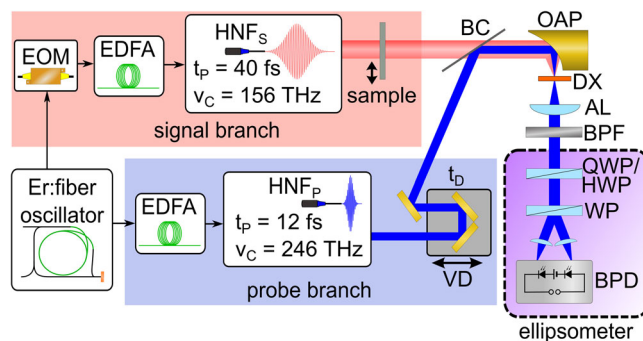 EOM
EDFA
HNF_S
t_P = 40 fs
ν_C = 156 THz
sample
signal branch
BC
OAP
DX
AL
BPF
QWP/
HWP
WP
BPD
ellipsometer
Er:fiber
oscillator
EDFA
HNF_P
t_P = 12 fs
ν_C = 246 THz
t_D
VD
probe branch